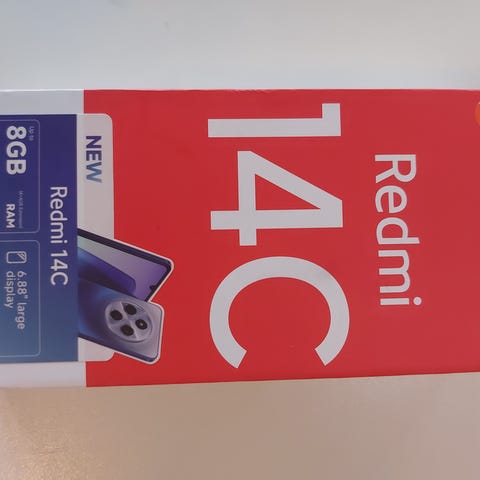 Redmi
14C
NEW
Redmi 14C
Up to
8GB
RAM
6.88" large
display